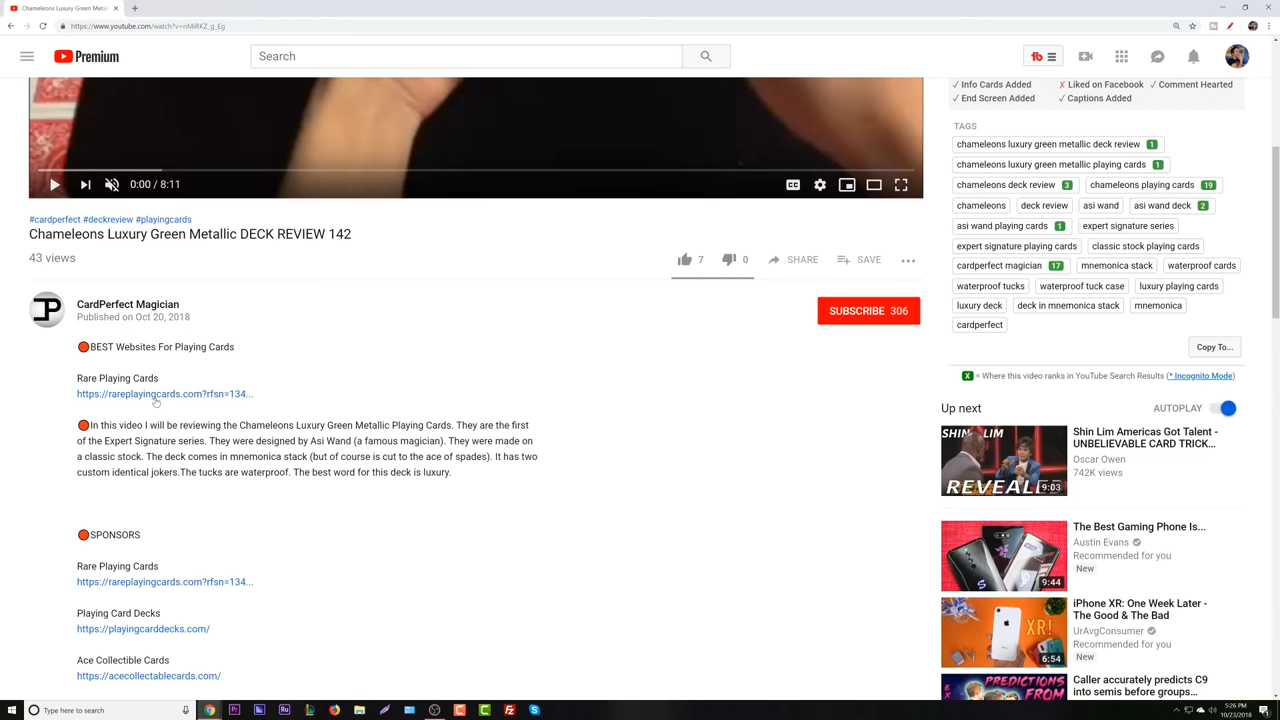 Chameleons Luxury Green Met
https://www.youtube.com/watch?v=nMiRKZ_g_Eg
Premium
Search
✓ Info Cards Added ✗ Liked on Facebook ✓ Comment Hearted
✓ End Screen Added ✓ Captions Added
TAGS
chameleons luxury green metallic deck review 1
chameleons luxury green metallic playing cards 1
chameleons deck review 3 chameleons playing cards 19
chameleons deck review asi wand asi wand deck 2
asi wand playing cards 1 expert signature series
expert signature playing cards classic stock playing cards
cardperfect magician 17 mnemonica stack waterproof cards
waterproof tucks waterproof tuck case luxury playing cards
luxury deck deck in mnemonica stack mnemonica
cardperfect
Copy To...
X = Where this video ranks in YouTube Search Results (* Incognito Mode)
0:00 / 8:11
CC
#cardperfect #deckreview #playingcards
Chameleons Luxury Green Metallic DECK REVIEW 142
43 views
7 0 SHARE SAVE
CardPerfect Magician
Published on Oct 20, 2018
SUBSCRIBE 306
🔴BEST Websites For Playing Cards
Rare Playing Cards
https://rareplayingcards.com?rfsn=134...
🔴In this video I will be reviewing the Chameleons Luxury Green Metallic Playing Cards. They are the first
of the Expert Signature series. They were designed by Asi Wand (a famous magician). They were made on
a classic stock. The deck comes in mnemonica stack (but of course is cut to the ace of spades). It has two
custom identical jokers.The tucks are waterproof. The best word for this deck is luxury.
🔴SPONSORS
Rare Playing Cards
https://rareplayingcards.com?rfsn=134...
Playing Card Decks
https://playingcarddecks.com/
Ace Collectible Cards
https://acecollectablecards.com/
Up next AUTOPLAY
SHIN LIM
REVEALED
9:03
Shin Lim Americas Got Talent -
UNBELIEVABLE CARD TRICK...
Oscar Owen
742K views
9:44
The Best Gaming Phone Is...
Austin Evans
Recommended for you
New
XR!
6:54
iPhone XR: One Week Later -
The Good & The Bad
UrAvgConsumer
Recommended for you
New
PREDICTIONS
FROM
Caller accurately predicts C9
into semis before groups...
Type here to search
5:26 PM
10/23/2018